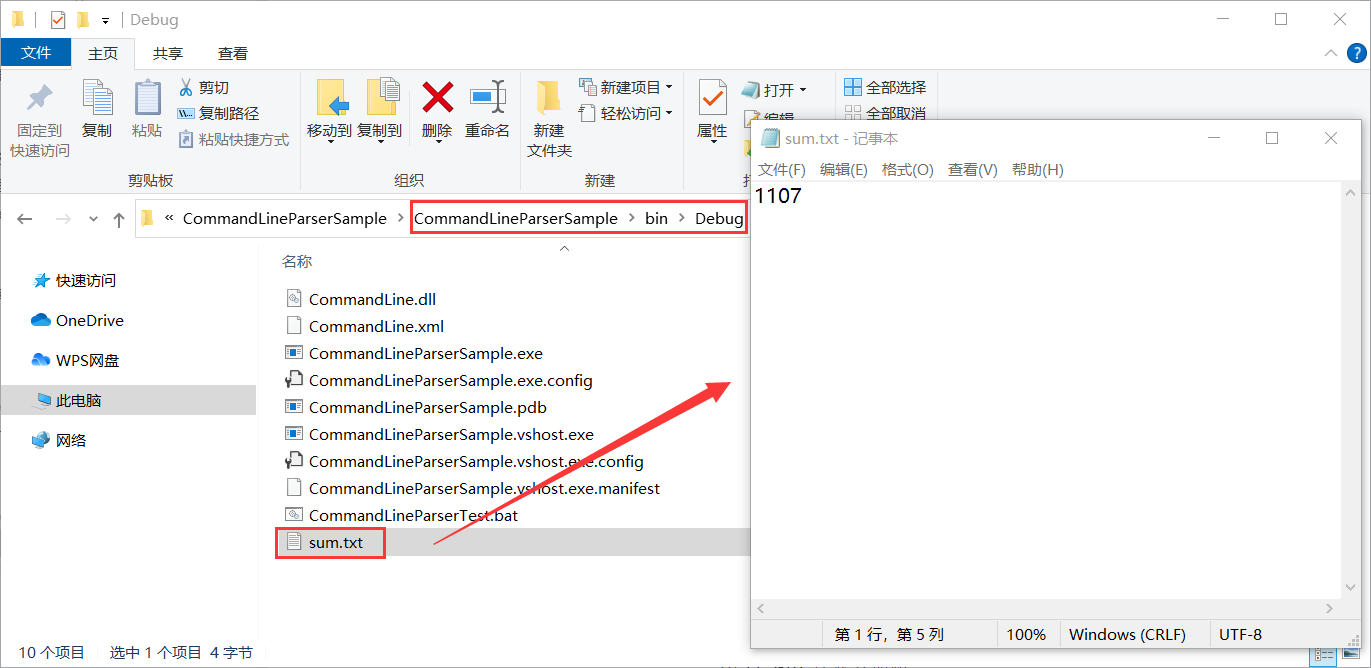 Debug
文件 主页 共享 查看
固定到快速访问
复制
粘贴
剪切
复制路径
粘贴快捷方式
剪贴板
移动到
复制到
删除
重命名
组织
新建文件夹
新建项目
轻松访问
新建
属性
打开
编辑
全部选择
全部取消
« CommandLineParserSample > CommandLineParserSample > bin > Debug
快速访问
OneDrive
WPS网盘
此电脑
网络
名称
CommandLine.dll
CommandLine.xml
CommandLineParserSample.exe
CommandLineParserSample.exe.config
CommandLineParserSample.pdb
CommandLineParserSample.vshost.exe
CommandLineParserSample.vshost.exe.config
CommandLineParserSample.vshost.exe.manifest
CommandLineParserTest.bat
sum.txt
10 个项目 选中 1 个项目 4 字节
sum.txt - 记事本
文件(F) 编辑(E) 格式(O) 查看(V) 帮助(H)
1107
第 1 行，第 5 列 100% Windows (CRLF) UTF-8